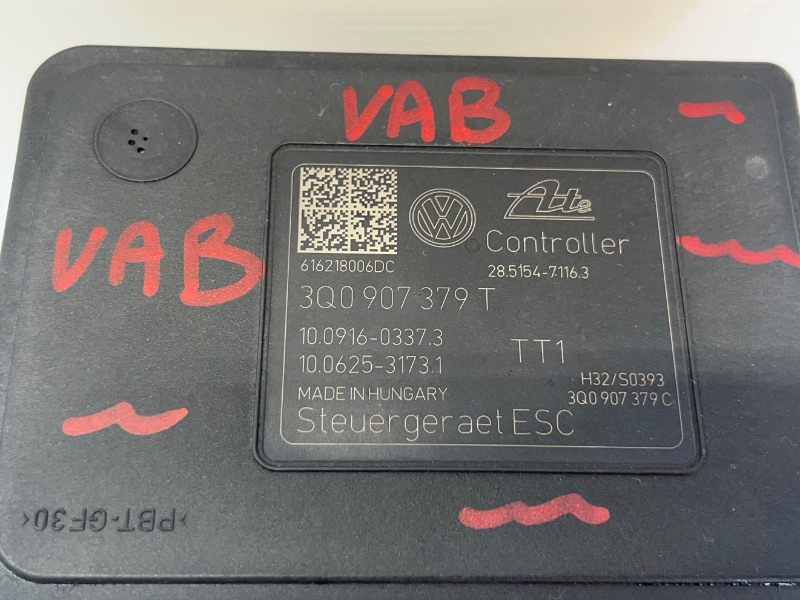 VAB
VAB
Ate
Controller
616218006DC
28.5154-7116.3
3Q0 907 379 T
10.0916-0337.3
TT1
10.0625-3173.1
H32/S0393
MADE IN HUNGARY
3Q0 907 379 C
Steuergeraet ESC
>PBT-GF30<